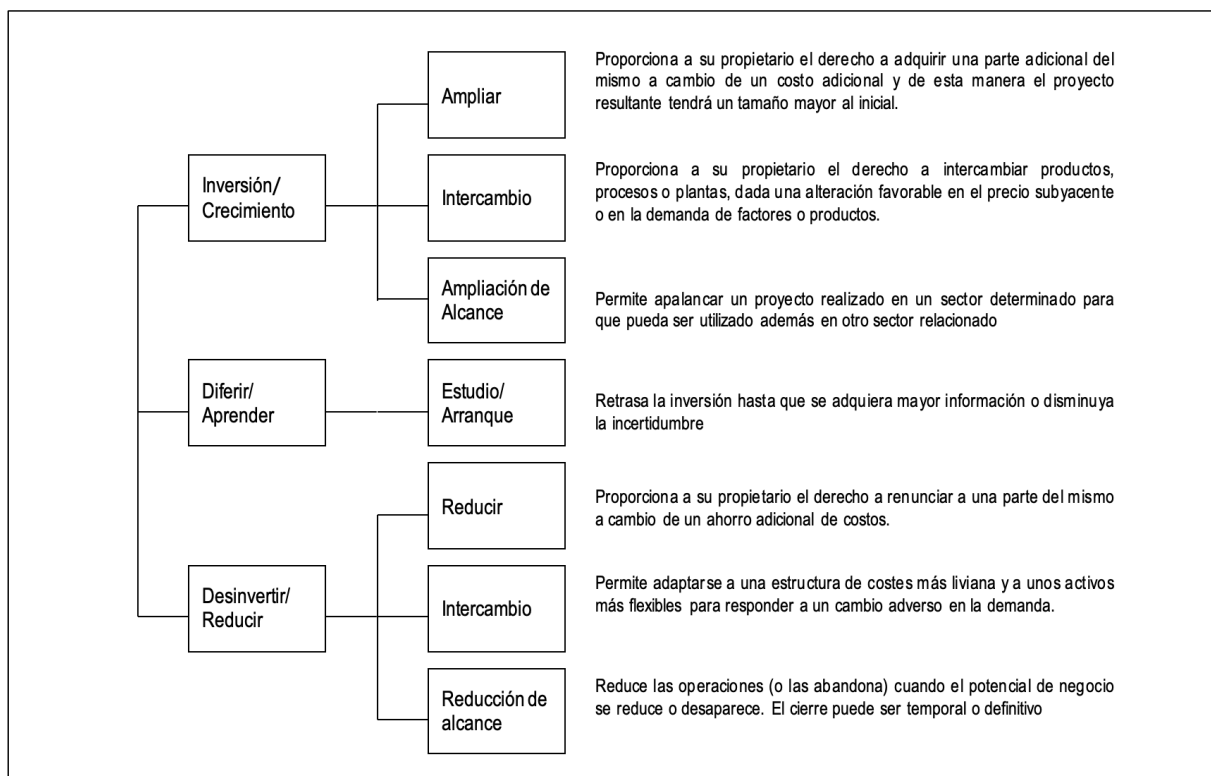 Ampliar
Proporciona a su propietario el derecho a adquirir una parte adicional del
mismo a cambio de un costo adicional y de esta manera el proyecto
resultante tendrá un tamaño mayor al inicial.
Inversión/
Crecimiento
Intercambio
Proporciona a su propietario el derecho a intercambiar productos,
procesos o plantas, dada una alteración favorable en el precio subyacente
o en la demanda de factores o productos.
Ampliación de
Alcance
Permite apalancar un proyecto realizado en un sector determinado para
que pueda ser utilizado además en otro sector relacionado
Diferir/
Aprender
Estudio/
Arranque
Retrasa la inversión hasta que se adquiera mayor información o disminuya
la incertidumbre
Reducir
Proporciona a su propietario el derecho a renunciar a una parte del mismo
a cambio de un ahorro adicional de costos.
Desinvertir/
Reducir
Intercambio
Permite adaptarse a una estructura de costes más liviana y a unos activos
más flexibles para responder a un cambio adverso en la demanda.
Reducción de
alcance
Reduce las operaciones (o las abandona) cuando el potencial de negocio
se reduce o desaparece. El cierre puede ser temporal o definitivo